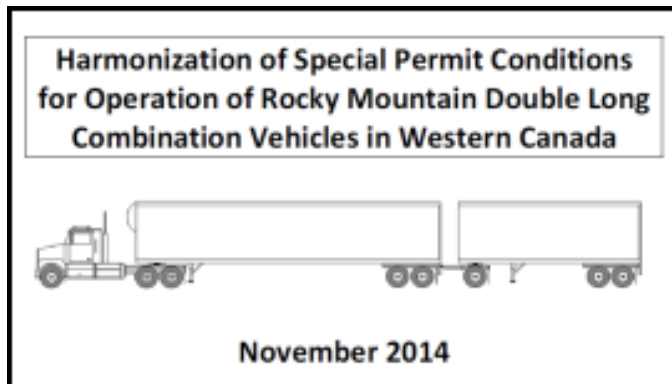 Harmonization of Special Permit Conditions
for Operation of Rocky Mountain Double Long
Combination Vehicles in Western Canada
November 2014